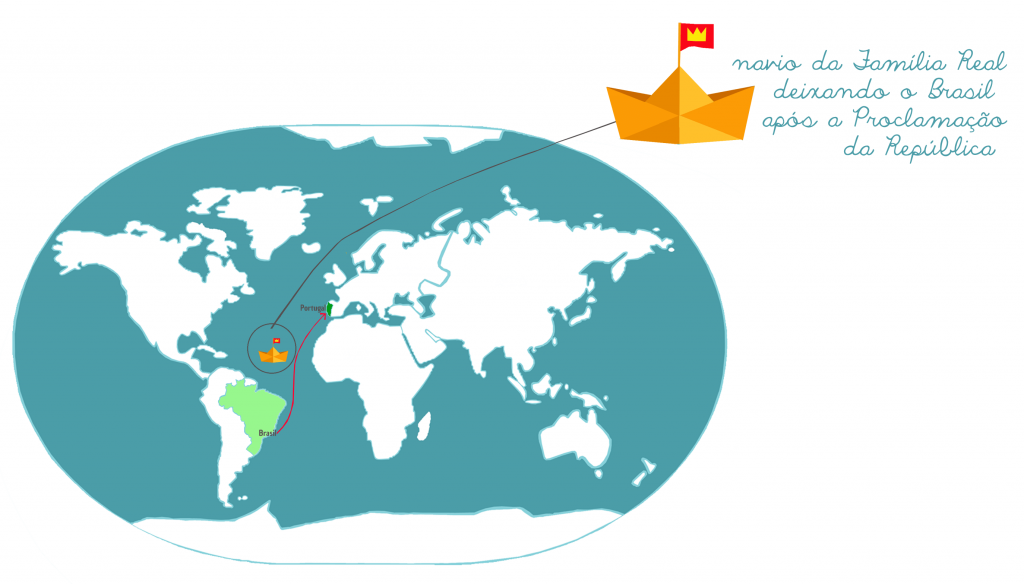 navio da Família Real
deixando o Brasil
após a Proclamação
da República
Portugal
Brasil